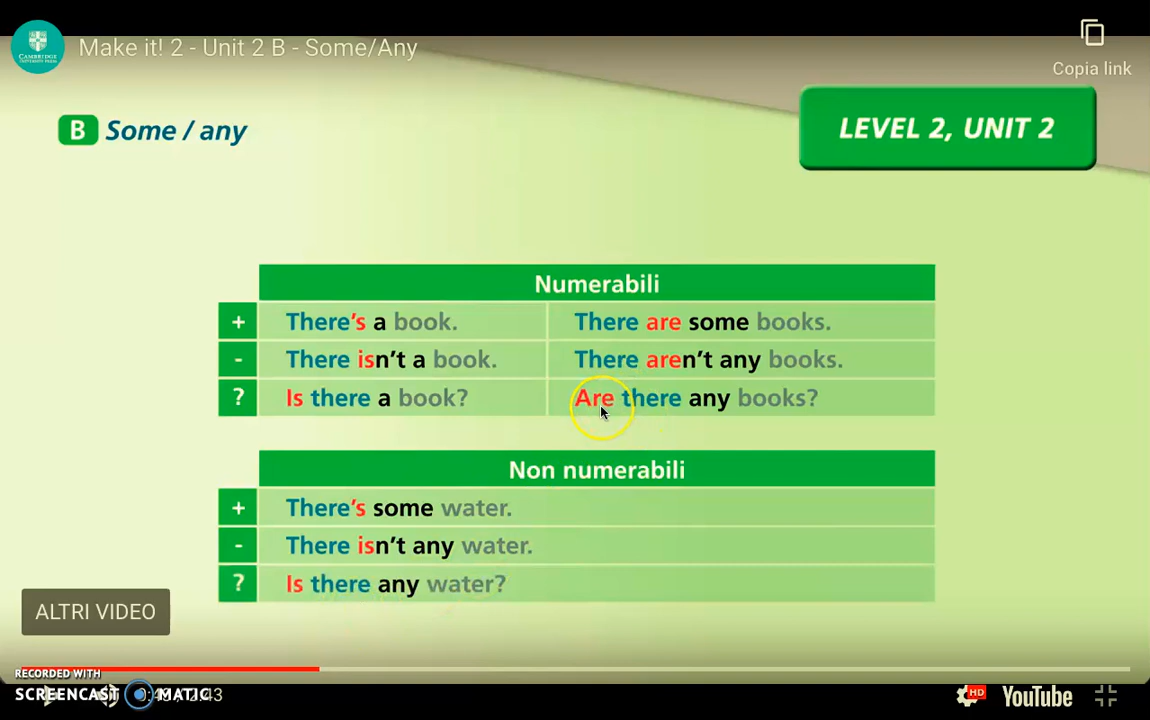 CAMBRIDGE
Make it! 2 - Unit 2 B - Some/Any
Copia link
B Some / any
LEVEL 2, UNIT 2
Numerabili
+ There's a book. There are some books.
- There isn't a book. There aren't any books.
? Is there a book? Are there any books?
Non numerabili
+ There's some water.
- There isn't any water.
? Is there any water?
ALTRI VIDEO
RECORDED WITH
SCREENCAST MATIC
HD YouTube